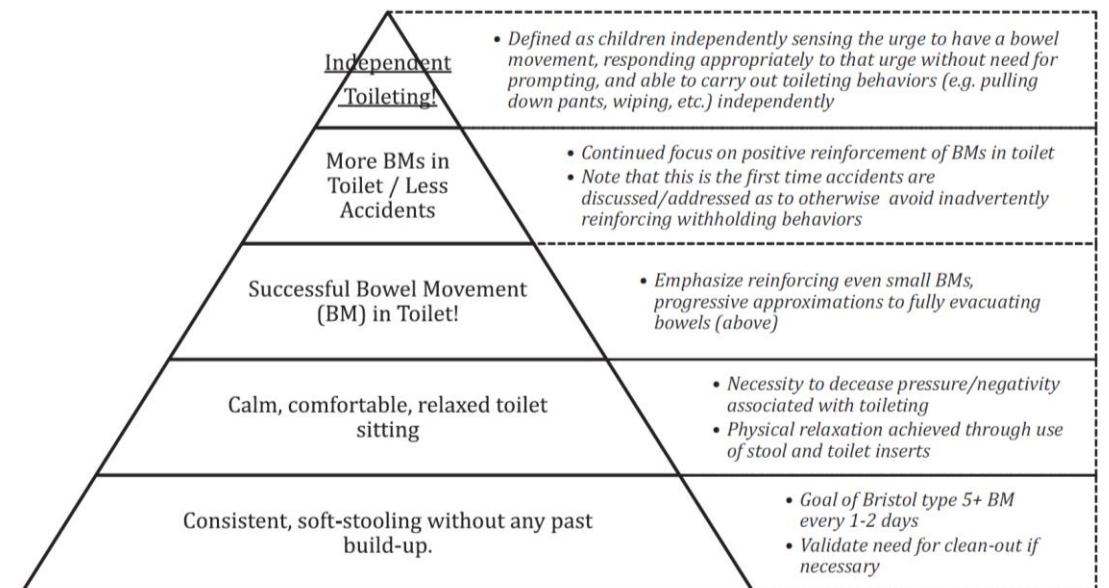 Independent
Toileting!
• Defined as children independently sensing the urge to have a bowel
movement, responding appropriately to that urge without need for
prompting, and able to carry out toileting behaviors (e.g. pulling
down pants, wiping, etc.) independently
More BMs in
Toilet / Less
Accidents
• Continued focus on positive reinforcement of BMs in toilet
• Note that this is the first time accidents are
discussed/addressed as to otherwise avoid inadvertently
reinforcing withholding behaviors
Successful Bowel Movement
(BM) in Toilet!
• Emphasize reinforcing even small BMs,
progressive approximations to fully evacuating
bowels (above)
Calm, comfortable, relaxed toilet
sitting
• Necessity to decease pressure/negativity
associated with toileting
• Physical relaxation achieved through use
of stool and toilet inserts
Consistent, soft-stooling without any past
build-up.
• Goal of Bristol type 5+ BM
every 1-2 days
• Validate need for clean-out if
necessary